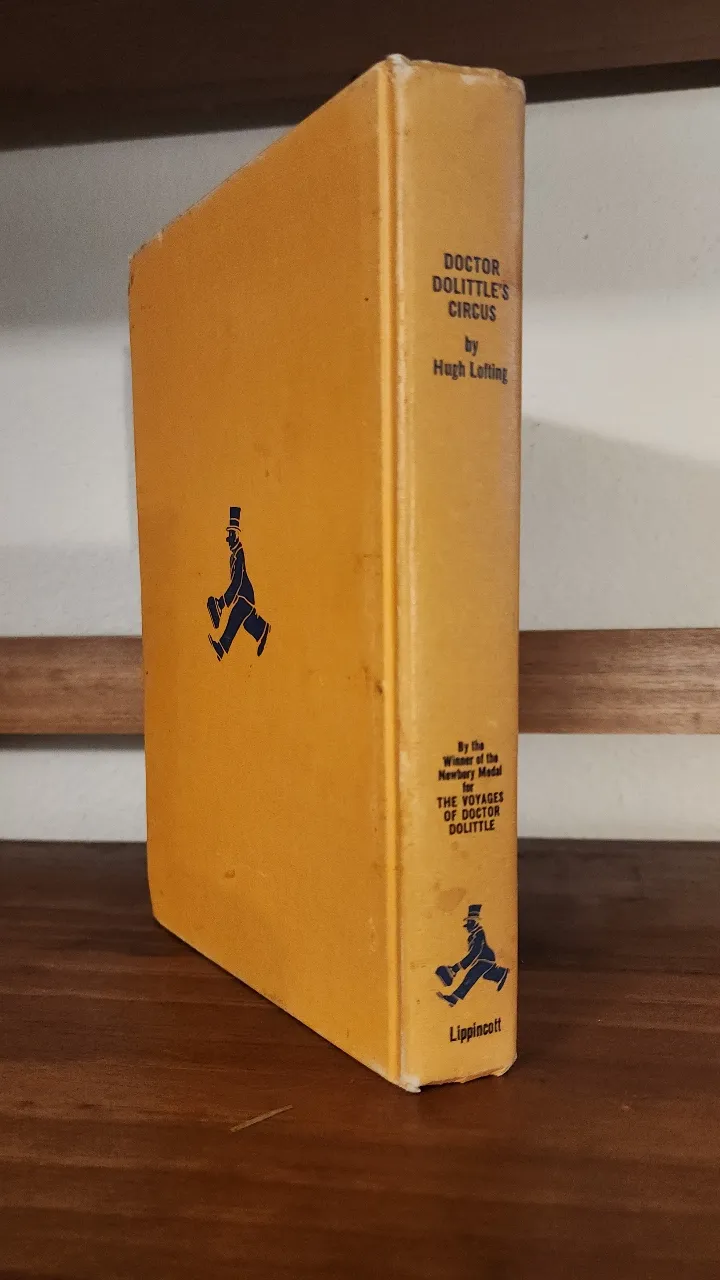 DOCTOR
DOLITTLE'S
CIRCUS
by
Hugh Lofting
By the
Winner of the
Newbery Medal
for
THE VOYAGES
OF DOCTOR
DOLITTLE
Lippincott